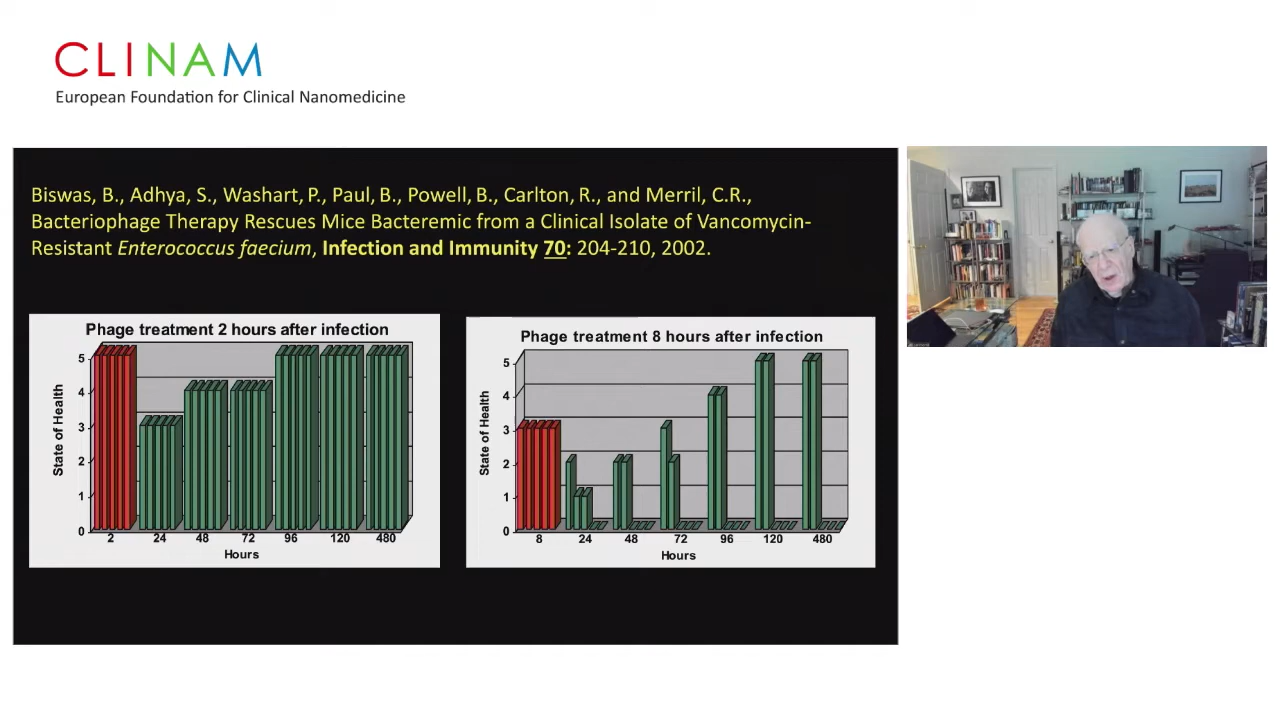 CLINAM
European Foundation for Clinical Nanomedicine
Biswas, B., Adhya, S., Washart, P., Paul, B., Powell, B., Carlton, R., and Merril, C.R.,
Bacteriophage Therapy Rescues Mice Bacteremic from a Clinical Isolate of Vancomycin-
Resistant Enterococcus faecium, Infection and Immunity 70: 204-210, 2002.
Phage treatment 2 hours after infection
State of Health
5
4
3
2
1
0
2 24 48 72 96 120 480
Hours
Phage treatment 8 hours after infection
State of Health
5
4
3
2
1
0
8 24 48 72 96 120 480
Hours